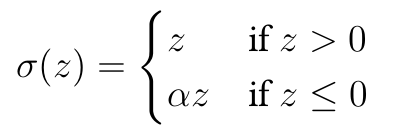 σ(z) = { z if z > 0
αz if z ≤ 0